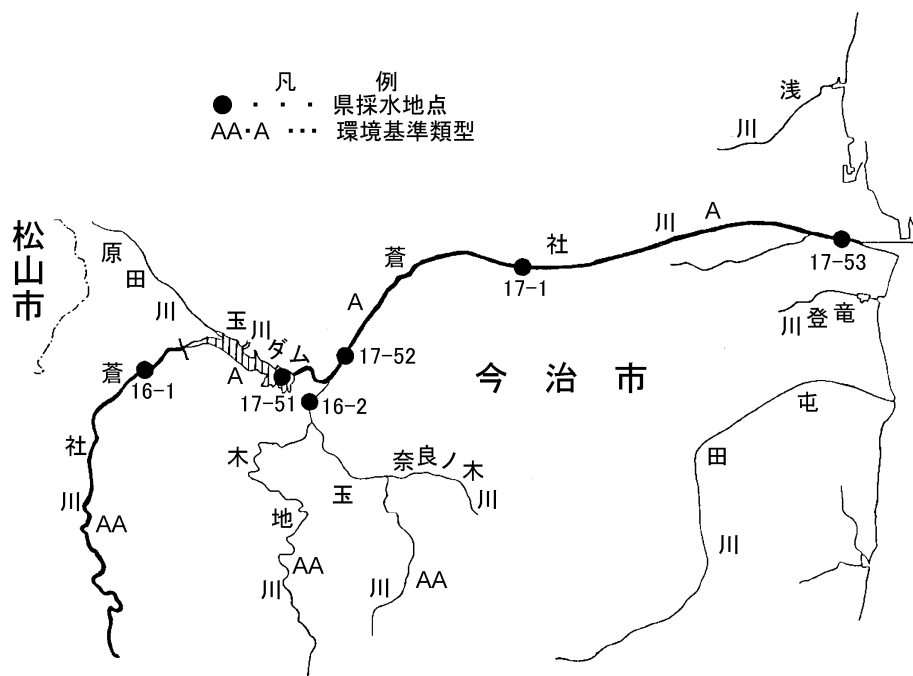 凡例
● ・・・ 県採水地点
AA・A ・・・ 環境基準類型
浅川
松山市
原田川
玉川ダム
A
蒼社川
A
A
17-53
17-1
17-52
登竜川
今治市
蒼社川
AA
16-1
17-51
16-2
屯田川
木地川
AA
玉川
AA
奈良ノ木川
N